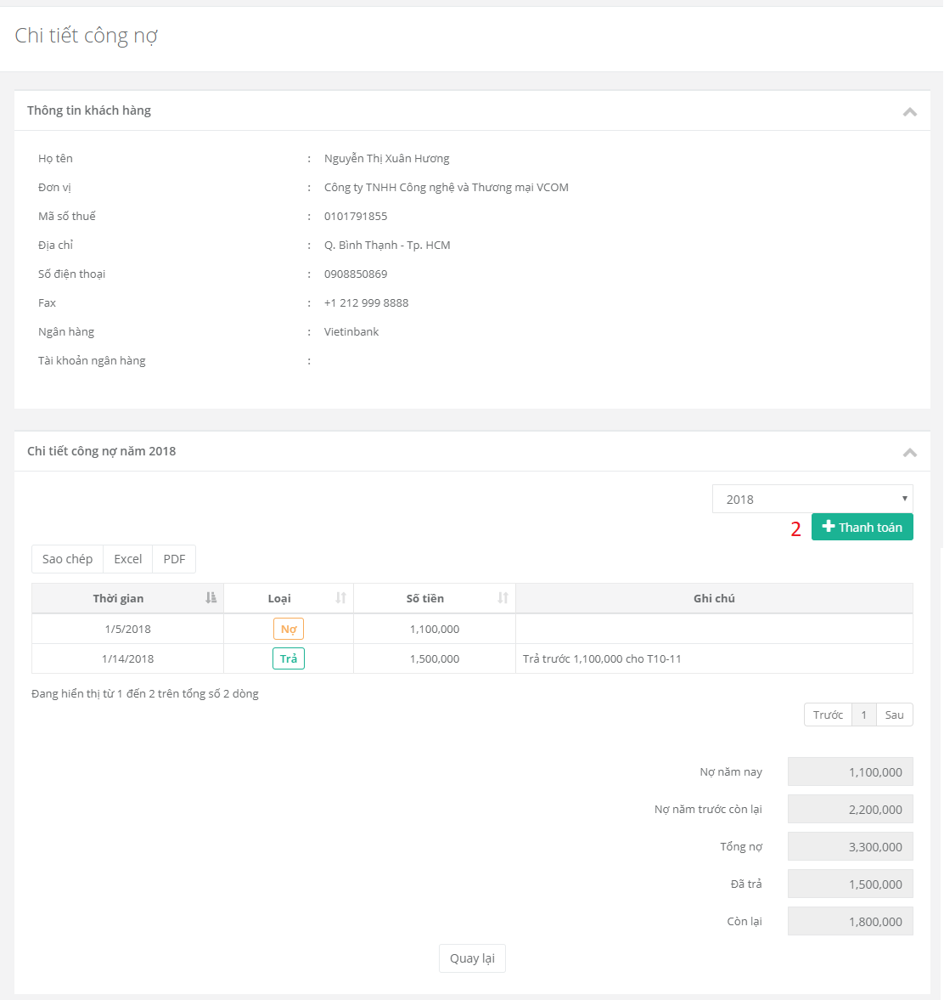 Chi tiết công nợ
Thông tin khách hàng
Họ tên : Nguyễn Thị Xuân Hương
Đơn vị : Công ty TNHH Công nghệ và Thương mại VCOM
Mã số thuế : 0101791855
Địa chỉ : Q. Bình Thạnh - Tp. HCM
Số điện thoại : 0908850869
Fax : +1 212 999 8888
Ngân hàng : Vietinbank
Tài khoản ngân hàng :
Chi tiết công nợ năm 2018
2018
2 Thanh toán
Sao chép Excel PDF
Thời gian Loại Số tiền Ghi chú
1/5/2018 Nợ 1,100,000
1/14/2018 Trả 1,500,000 Trả trước 1,100,000 cho T10-11
Đang hiển thị từ 1 đến 2 trên tổng số 2 dòng
Trước 1 Sau
Nợ năm nay 1,100,000
Nợ năm trước còn lại 2,200,000
Tổng nợ 3,300,000
Đã trả 1,500,000
Còn lại 1,800,000
Quay lại